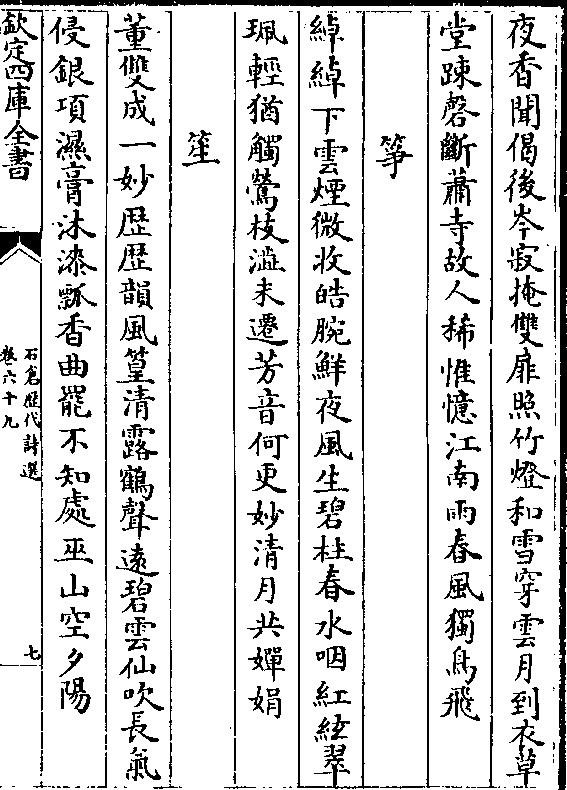 夜香聞偈後岑寂掩雙扉照竹燈和雪穿雲月到衣草
堂疎磬斷蕭寺故人稀惟憶江南雨春風獨鳥飛
箏
綽綽下雲煙微收皓腕鮮夜風生碧柱春水咽紅絃翠
珮輕猶觸鶯枝澁未遷芳音何更妙清月共嬋娟
笙
董雙成一妙歴歴韻風篁清露鶴聲遠碧雲仙吹長氣
侵銀項濕膏沐漆瓢香曲罷不知處巫山空夕陽
欽定四庫全書
石倉歴代詩選
卷六十九
七